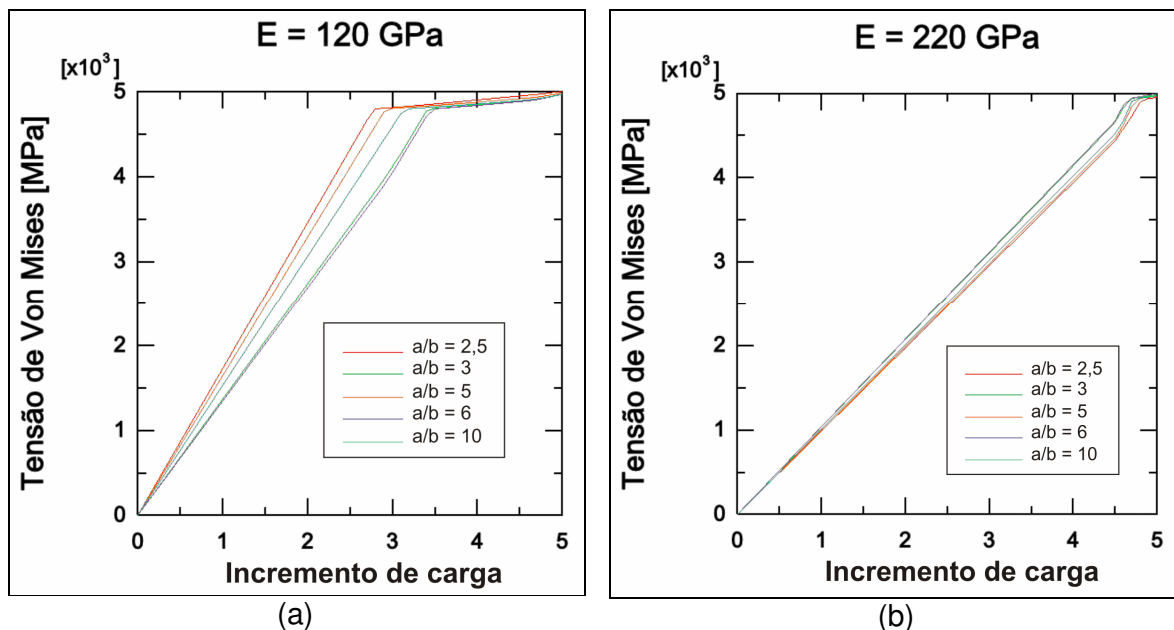 E = 120 GPa
[x10³]
5
4
3
2
1
0
Tensão de Von Mises [MPa]
a/b = 2,5
a/b = 3
a/b = 5
a/b = 6
a/b = 10
0 1 2 3 4 5
Incremento de carga
(a)
E = 220 GPa
[x10³]
5
4
3
2
1
0
Tensão de Von Mises [MPa]
a/b = 2,5
a/b = 3
a/b = 5
a/b = 6
a/b = 10
0 1 2 3 4 5
Incremento de carga
(b)